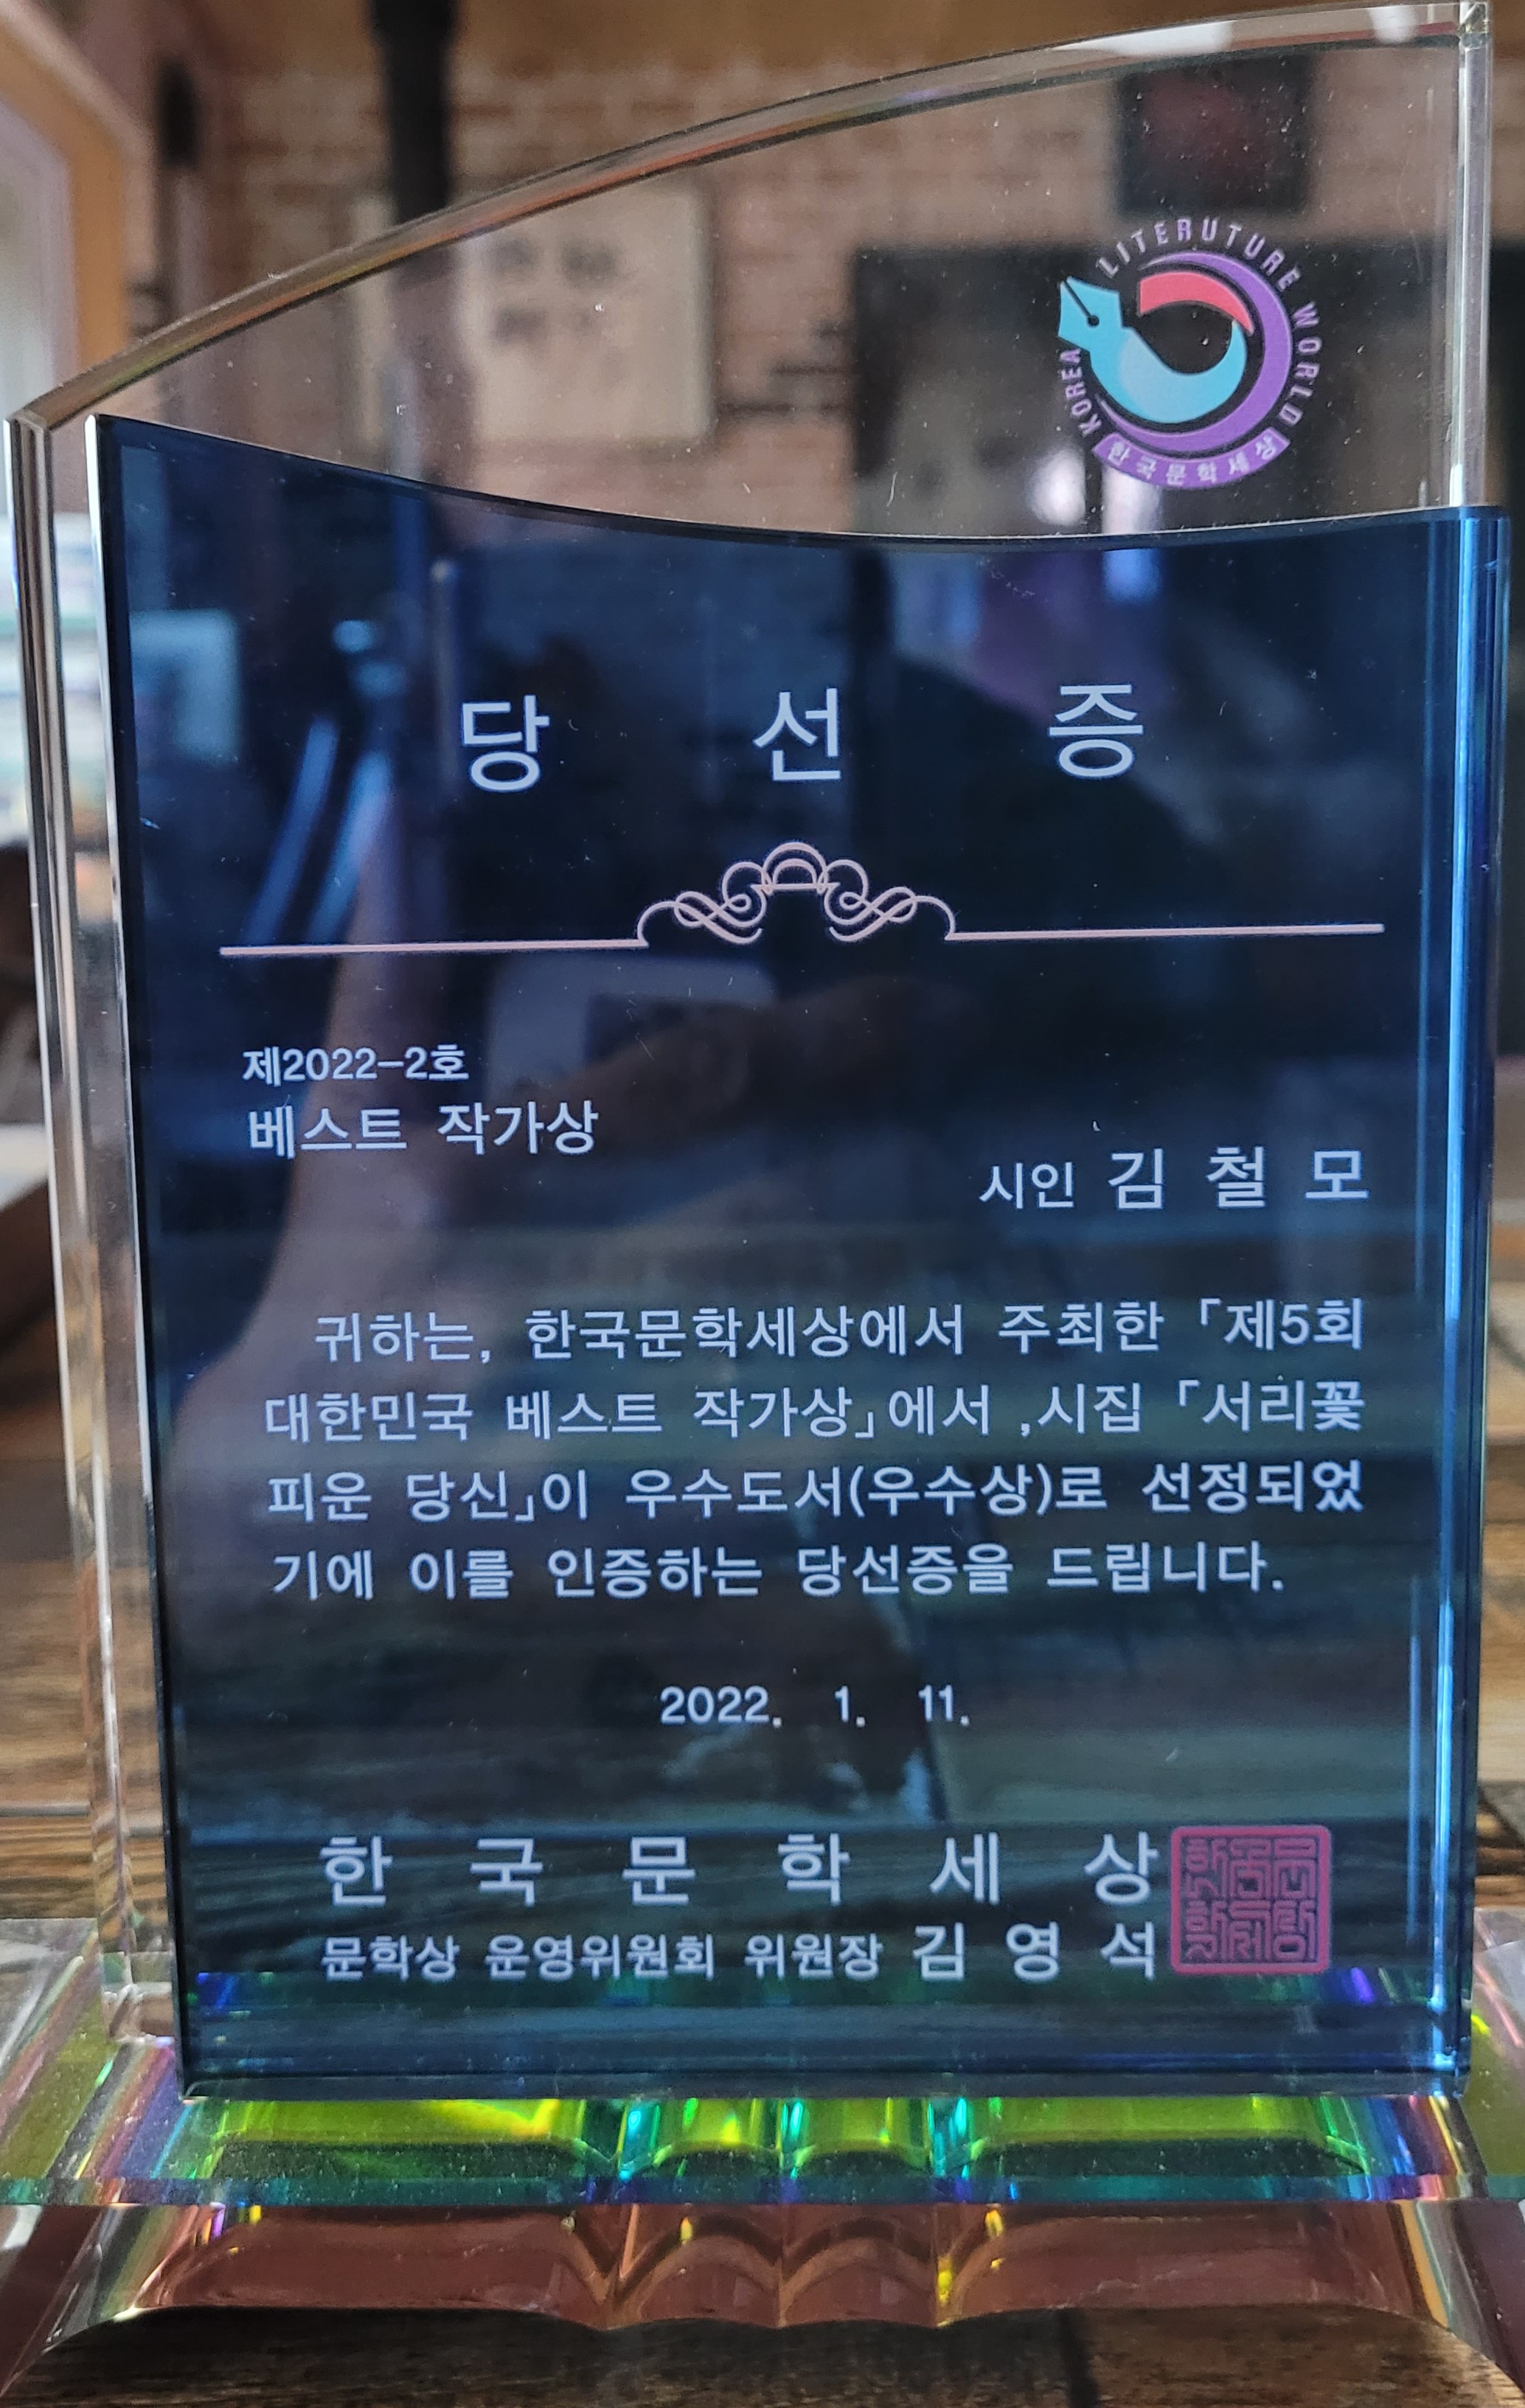 KOREA LITERUTURE WORLD
한국문학세상
당 선 증
제2022-2호
베스트 작가상
시인 김 철 모
귀하는, 한국문학세상에서 주최한 「제5회
대한민국 베스트 작가상」에서 ,시집 「서리꽃
피운 당신」이 우수도서(우수상)로 선정되었
기에 이를 인증하는 당선증을 드립니다.
2022. 1. 11.
한 국 문 학 세 상
문학상 운영위원회 위원장 김 영 석